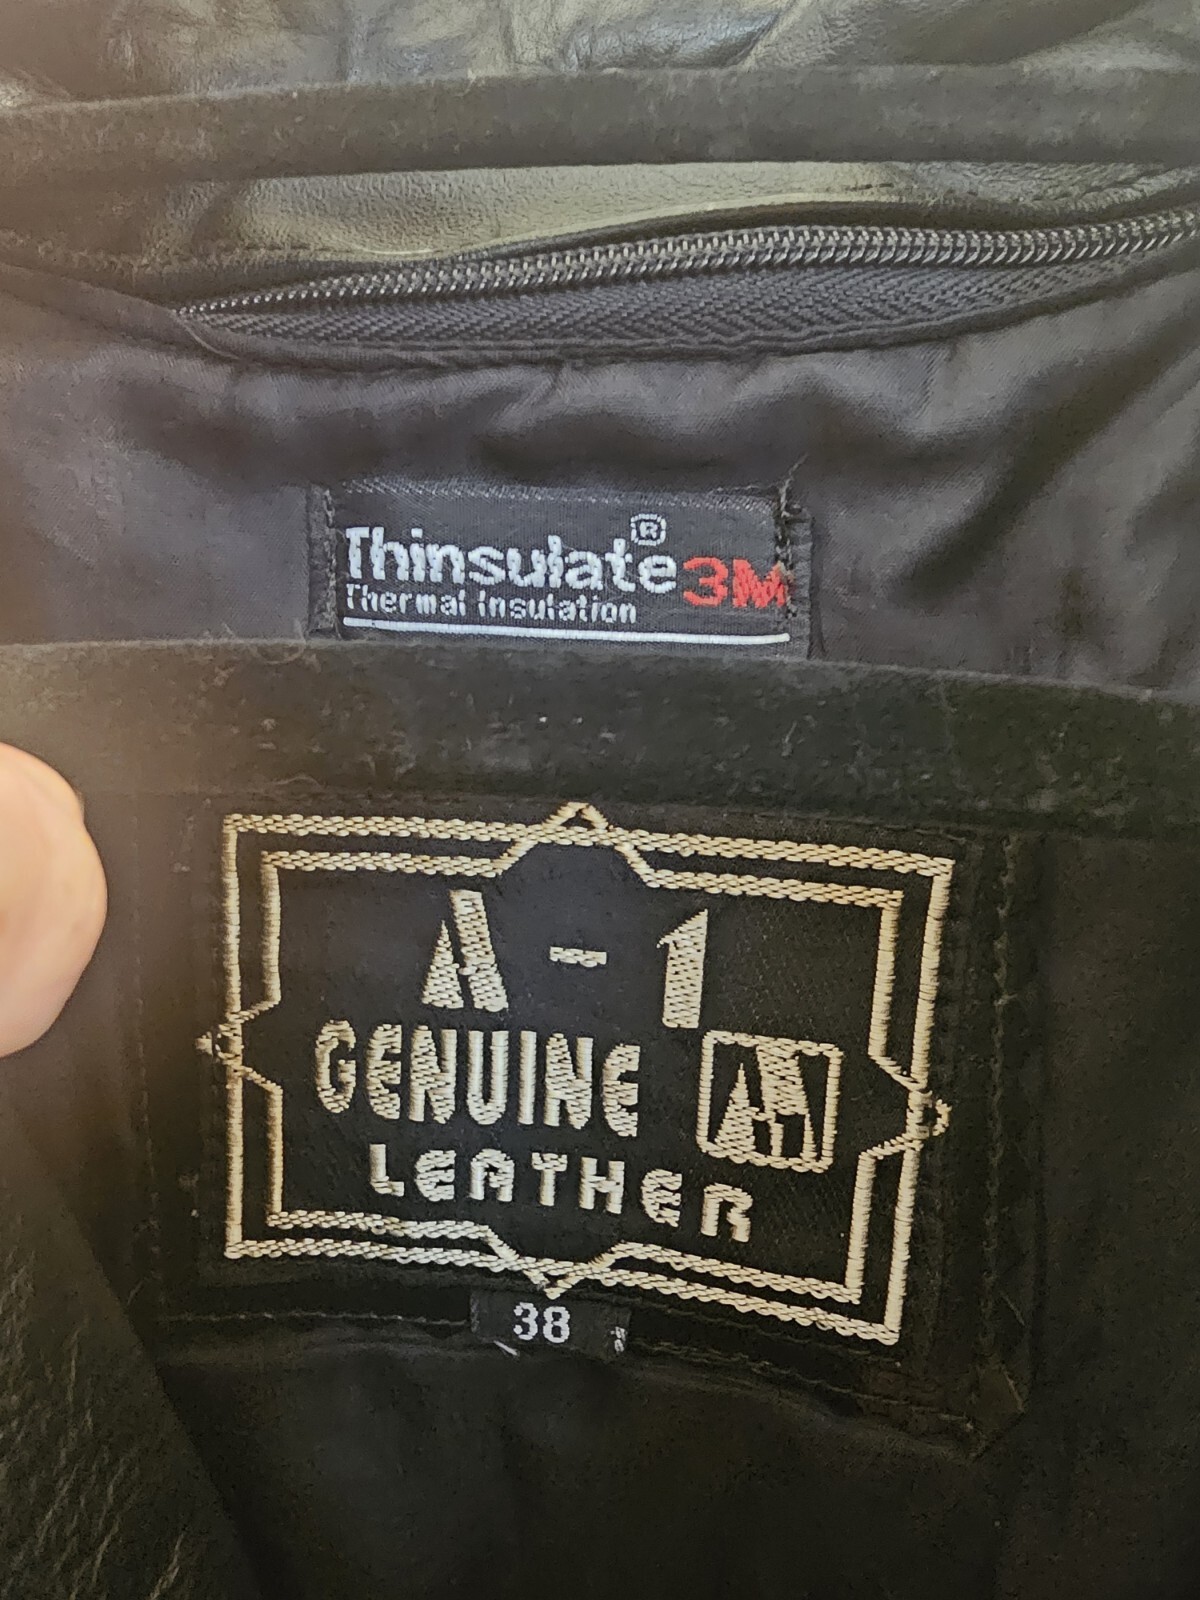 Thinsulate® 3M
Thermal Insulation
A-1
GENUINE
A1
LEATHER
38